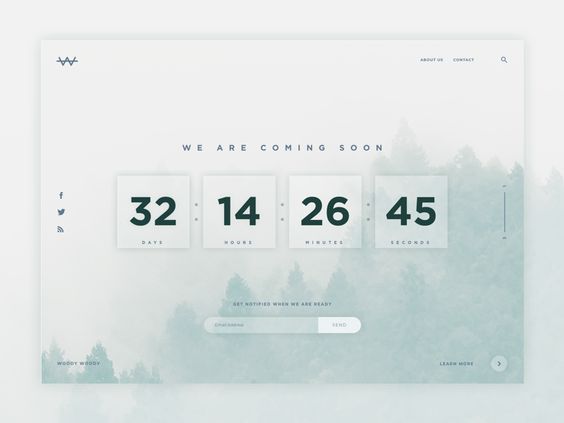 ABOUT US CONTACT
WE ARE COMING SOON
32 14 26 45
DAYS HOURS MINUTES SECONDS
GET NOTIFIED WHEN WE ARE READY
Email Address SEND
WOODY WOODY LEARN MORE